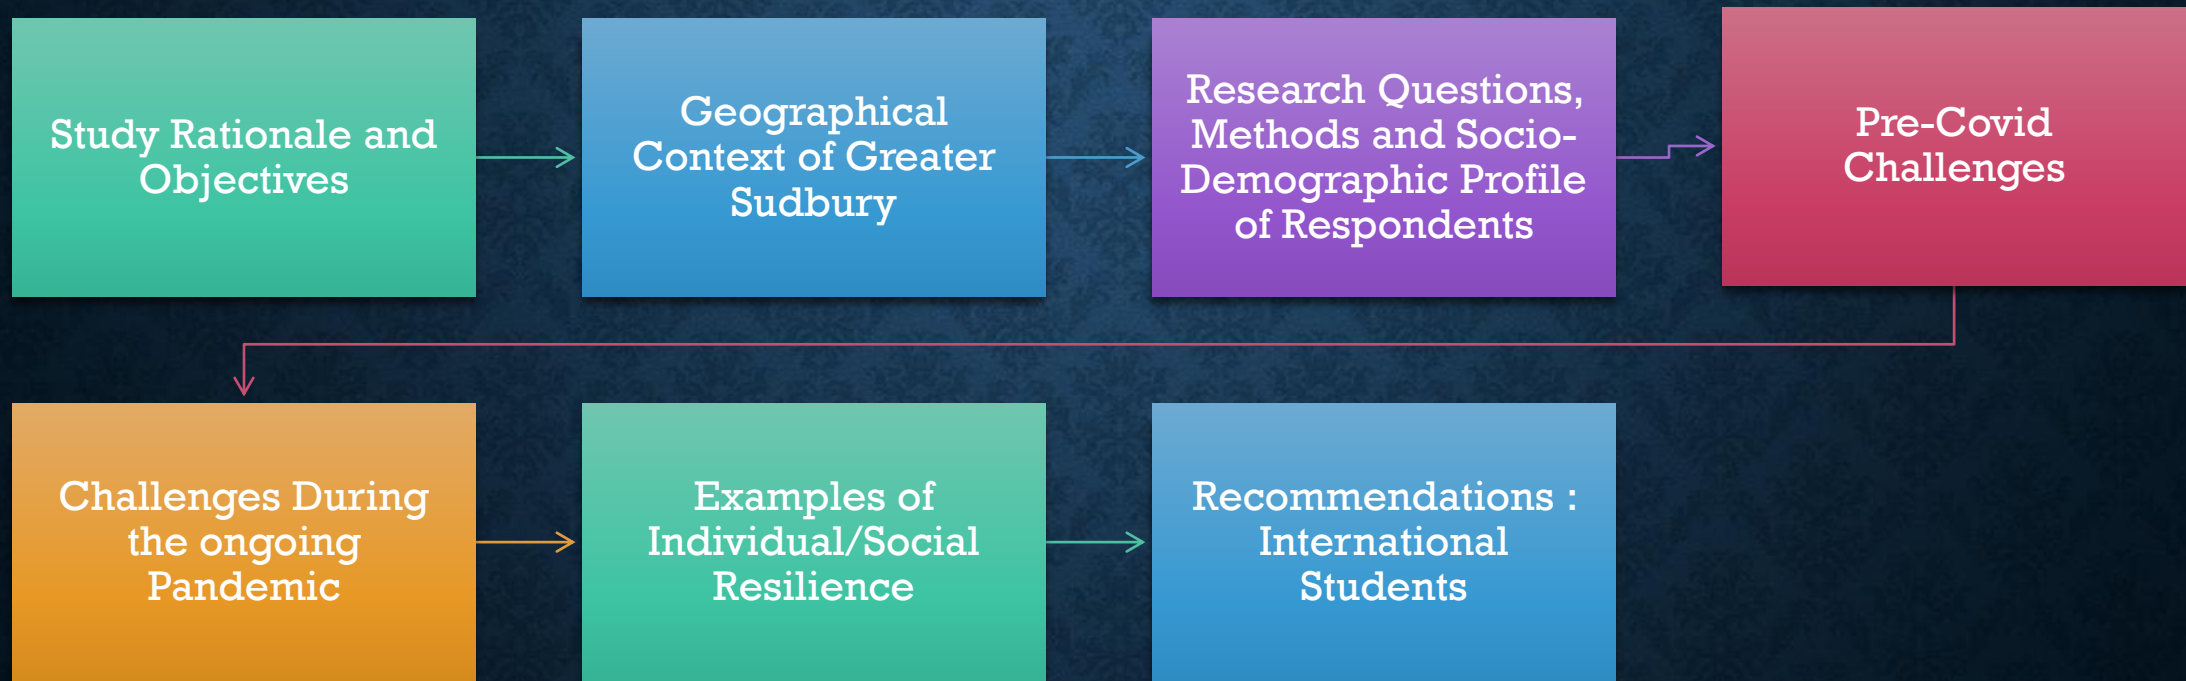 Study Rationale and
Objectives
Geographical
Context of Greater
Sudbury
Research Questions,
Methods and Socio-
Demographic Profile
of Respondents
Pre-Covid
Challenges
Challenges During
the ongoing
Pandemic
Examples of
Individual/Social
Resilience
Recommendations :
International
Students